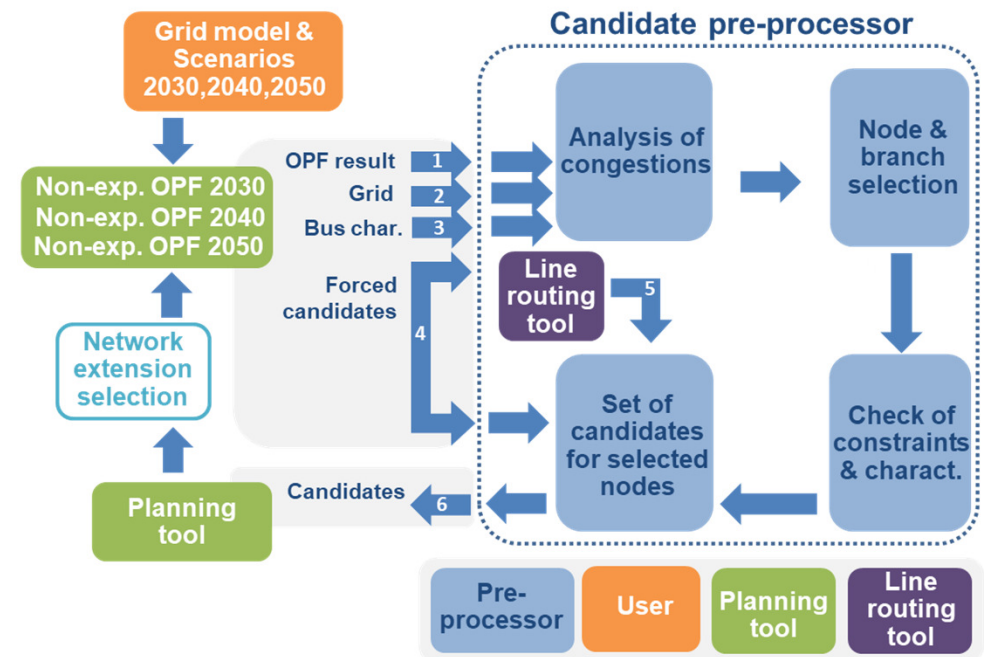 Candidate pre-processor
Grid model &
Scenarios
2030,2040,2050
Non-exp. OPF 2030
Non-exp. OPF 2040
Non-exp. OPF 2050
Network
extension
selection
Planning
tool
OPF result
1
Grid
2
Bus char.
3
Forced
candidates
4
Candidates
6
Analysis of
congestions
Node &
branch
selection
Line
routing
tool
5
Set of
candidates
for selected
nodes
Check of
constraints
& charact.
Pre-
processor
User
Planning
tool
Line
routing
tool